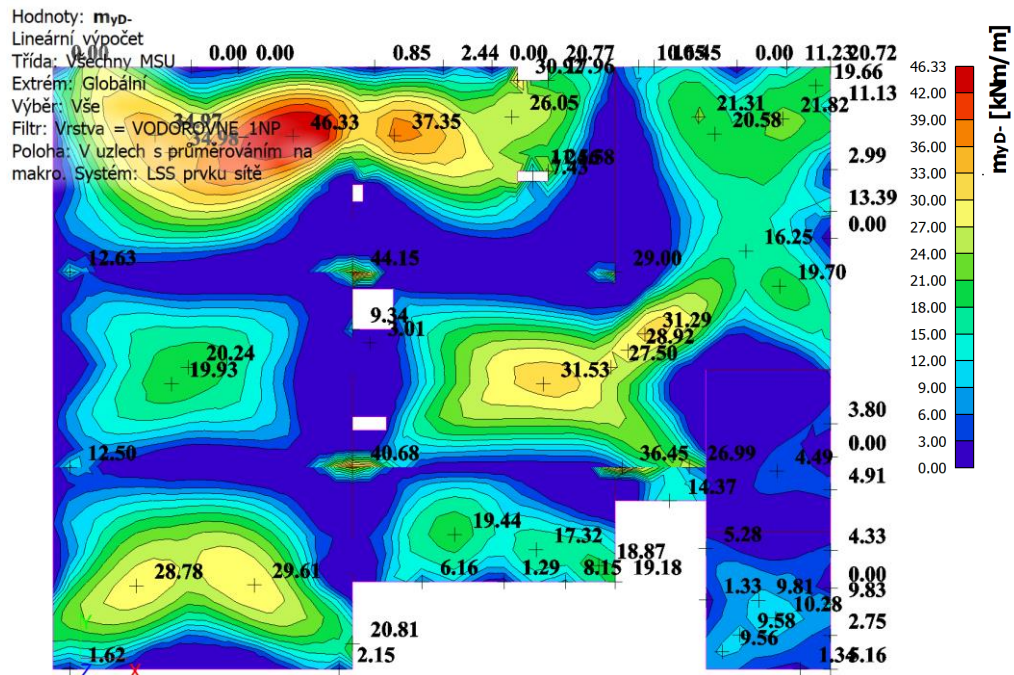 Hodnoty: myD-
Lineární výpočet
0.00 0.00 0.00 0.85 2.44 0.00 20.77 0.00 11.23 20.72
Třída: Všechny MSU
Extrém: Globální
Výběr: Vše
Filtr: Vrstva = VODOROVNE_1NP
Poloha: V uzlech s průměrováním na
makro. Systém: LSS prvku sítě
19.66
11.13
26.05
21.31 21.82
20.58
34.97 46.33 37.35
34.98
7.43
2.99
13.39
0.00
16.25
12.63 44.15 29.00
19.70
9.34
3.01
31.29
28.92
27.50
20.24
19.93 31.53
3.80
0.00
12.50 40.68 36.45 26.99 4.49
4.91
14.37
19.44 17.32
5.28 4.33
18.87
28.78 29.61 6.16 1.29 8.15 19.18
0.00
1.33 9.81 9.83
10.28
9.58 2.75
9.56
20.81
1.62 2.15 1.34 5.16
Y
Z X
46.33
42.00
39.00
36.00
33.00
30.00
27.00
24.00
21.00
18.00
15.00
12.00
9.00
6.00
3.00
0.00
myD- [kNm/m]